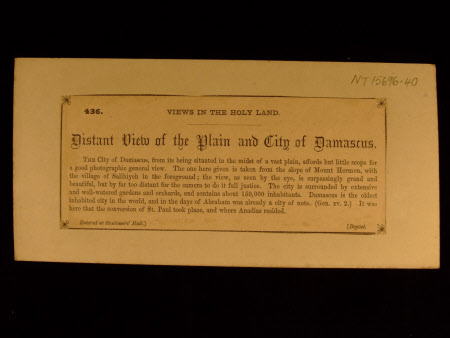 NT 15696-40
436. VIEWS IN THE HOLY LAND.
Distant View of the Plain and City of Damascus.
THE City of Damascus, from its being situated in the midst of a vast plain, affords but little scope for
a good photographic general view. The one here given is taken from the slope of Mount Hermon, with
the village of Salhiyeh in the foreground; the view, as seen by the eye, is surpassingly grand and
beautiful, but by far too distant for the camera to do it full justice. The city is surrounded by extensive
and well-watered gardens and orchards, and contains about 150,000 inhabitants. Damascus is the oldest
inhabited city in the world, and in the days of Abraham was already a city of note. (Gen. xv. 2.) It was
here that the conversion of St. Paul took place, and where Ananias resided.
Entered at Stationers' Hall.] [Deposé.